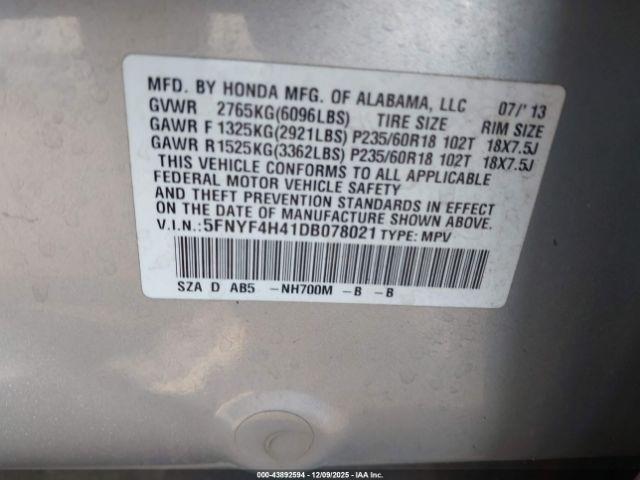 MFD. BY HONDA MFG. OF ALABAMA, LLC 07/'13
GVWR 2765KG(6096LBS) TIRE SIZE RIM SIZE
GAWR F 1325KG(2921LBS) P235/60R18 102T 18X7.5J
GAWR R 1525KG(3362LBS) P235/60R18 102T 18X7.5J
THIS VEHICLE CONFORMS TO ALL APPLICABLE
FEDERAL MOTOR VEHICLE SAFETY
AND THEFT PREVENTION STANDARDS IN EFFECT
ON THE DATE OF MANUFACTURE SHOWN ABOVE.
V.I.N.:5FNYF4H41DB078021 TYPE: MPV
SZA D AB5 -NH700M -B -B
000-43892594 - 12/09/2025 - IAA Inc.